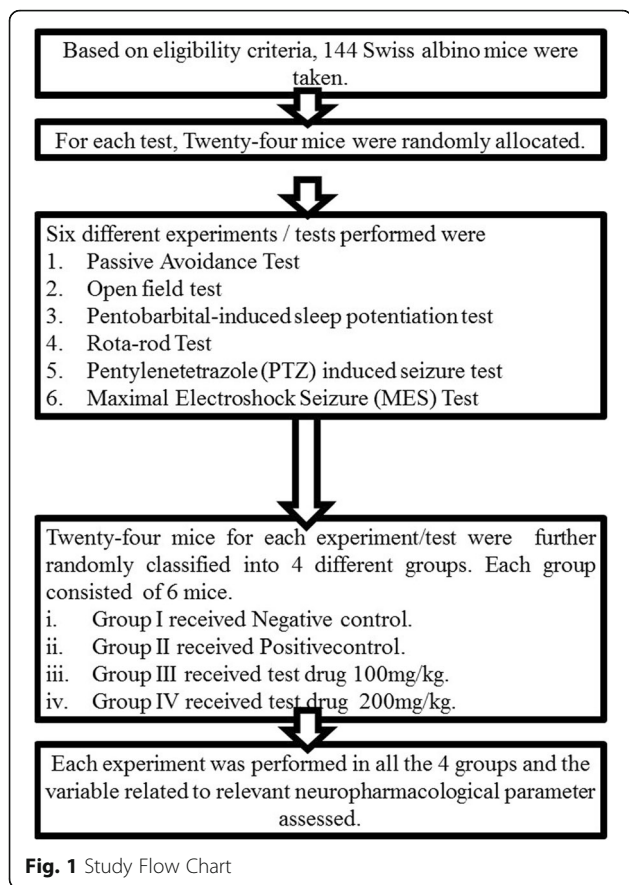 Based on eligibility criteria, 144 Swiss albino mice were
taken.
For each test, Twenty-four mice were randomly allocated.
Six different experiments / tests performed were
1. Passive Avoidance Test
2. Open field test
3. Pentobarbital-induced sleep potentiation test
4. Rota-rod Test
5. Pentylenetetrazole (PTZ) induced seizure test
6. Maximal Electroshock Seizure (MES) Test
Twenty-four mice for each experiment/test were further
randomly classified into 4 different groups. Each group
consisted of 6 mice.
i. Group I received Negative control.
ii. Group II received Positivecontrol.
iii. Group III received test drug 100mg/kg.
iv. Group IV received test drug 200mg/kg.
Each experiment was performed in all the 4 groups and the
variable related to relevant neuropharmacological parameter
assessed.
Fig. 1 Study Flow Chart